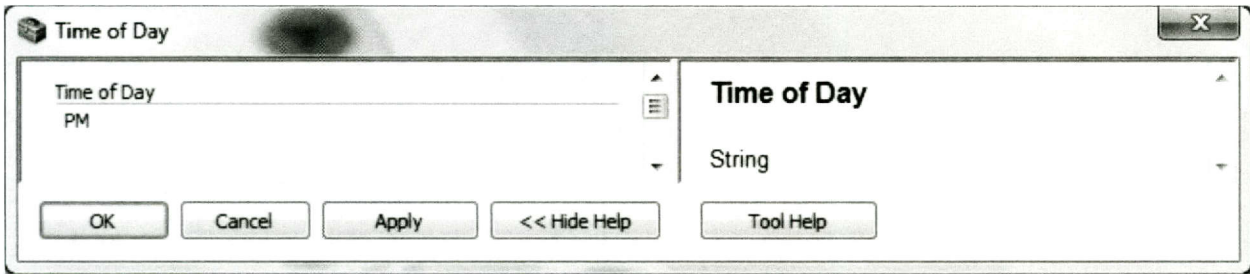 Time of Day
Time of Day
PM
Time of Day
String
OK
Cancel
Apply
<< Hide Help
Tool Help